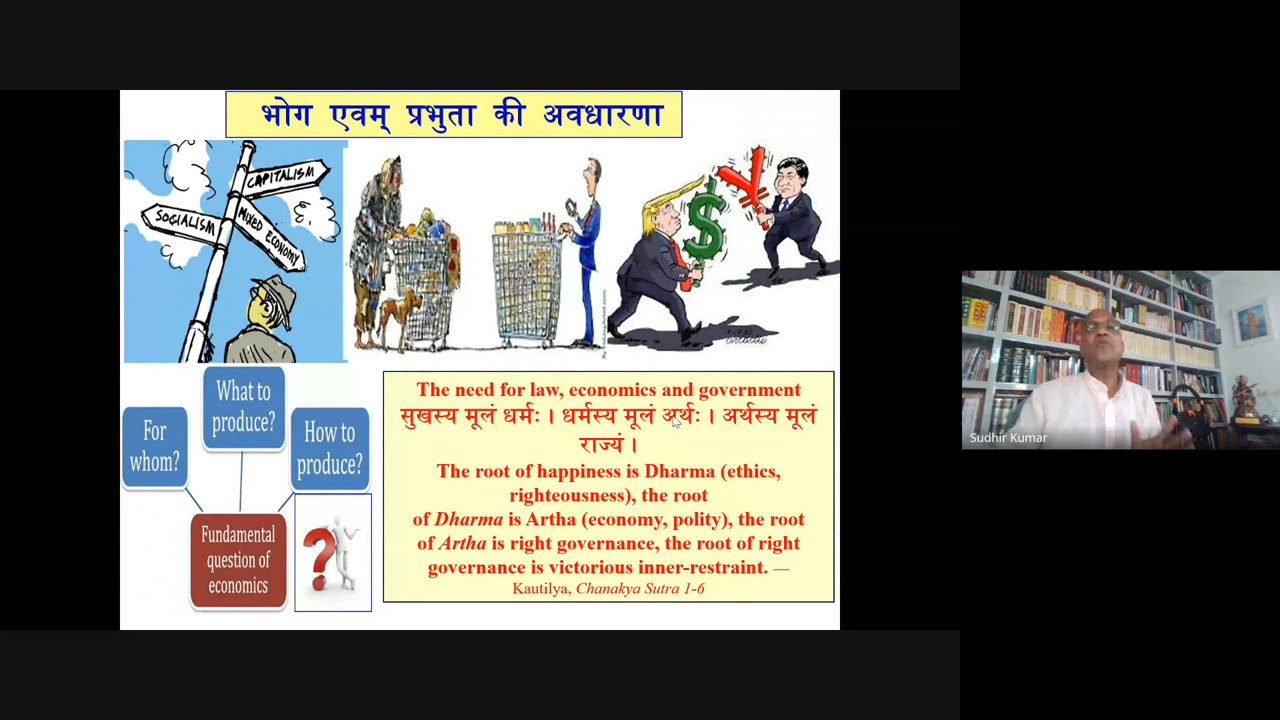 भोग एवम् प्रभुता की अवधारणा
CAPITALISM
SOCIALISM
MIXED ECONOMY
$
¥
What to
produce?
For
whom?
How to
produce?
Fundamental
question of
economics
?
The need for law, economics and government
सुखस्य मूलं धर्मः । धर्मस्य मूलं अर्थः । अर्थस्य मूलं
राज्यं ।
The root of happiness is Dharma (ethics,
righteousness), the root
of Dharma is Artha (economy, polity), the root
of Artha is right governance, the root of right
governance is victorious inner-restraint. —
Kautilya, Chanakya Sutra 1-6
Sudhir Kumar